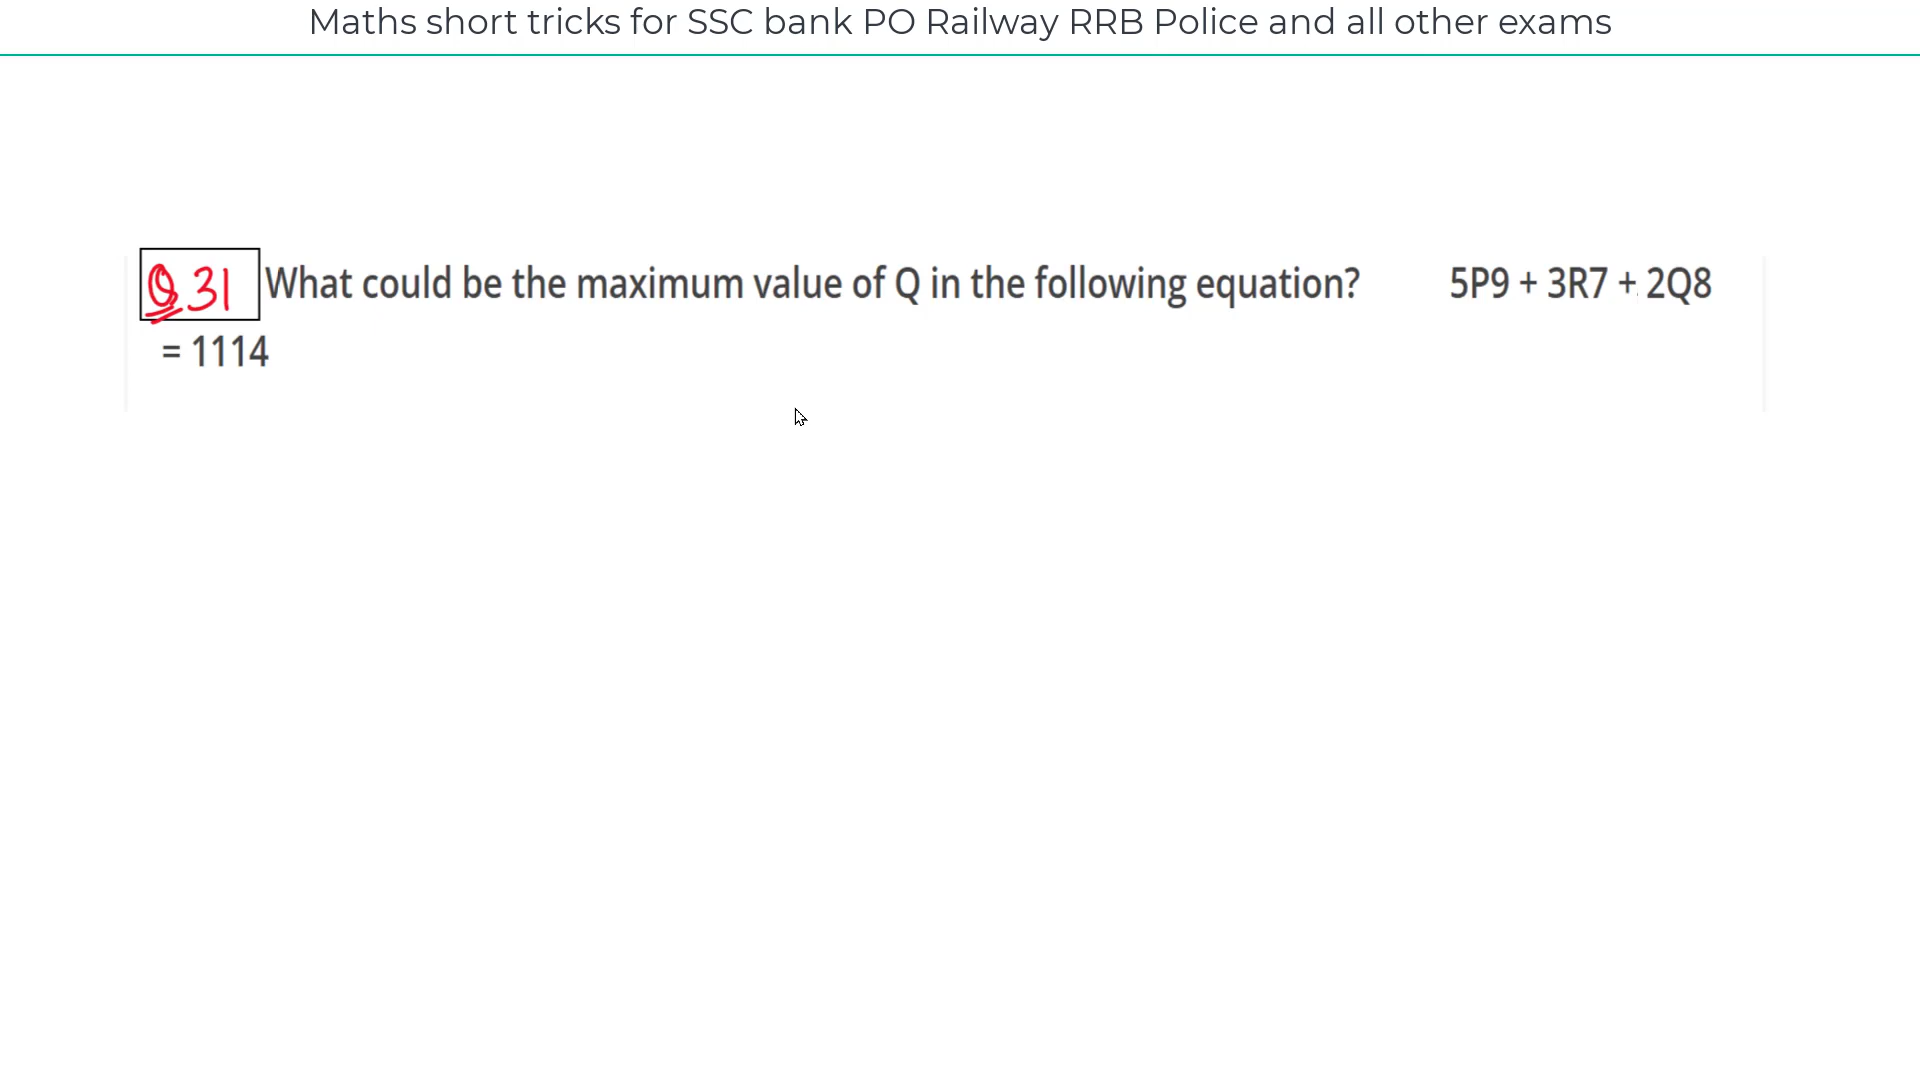 Maths short tricks for SSC bank PO Railway RRB Police and all other exams
Q.31 What could be the maximum value of Q in the following equation? 5P9 + 3R7 + 2Q8
= 1114